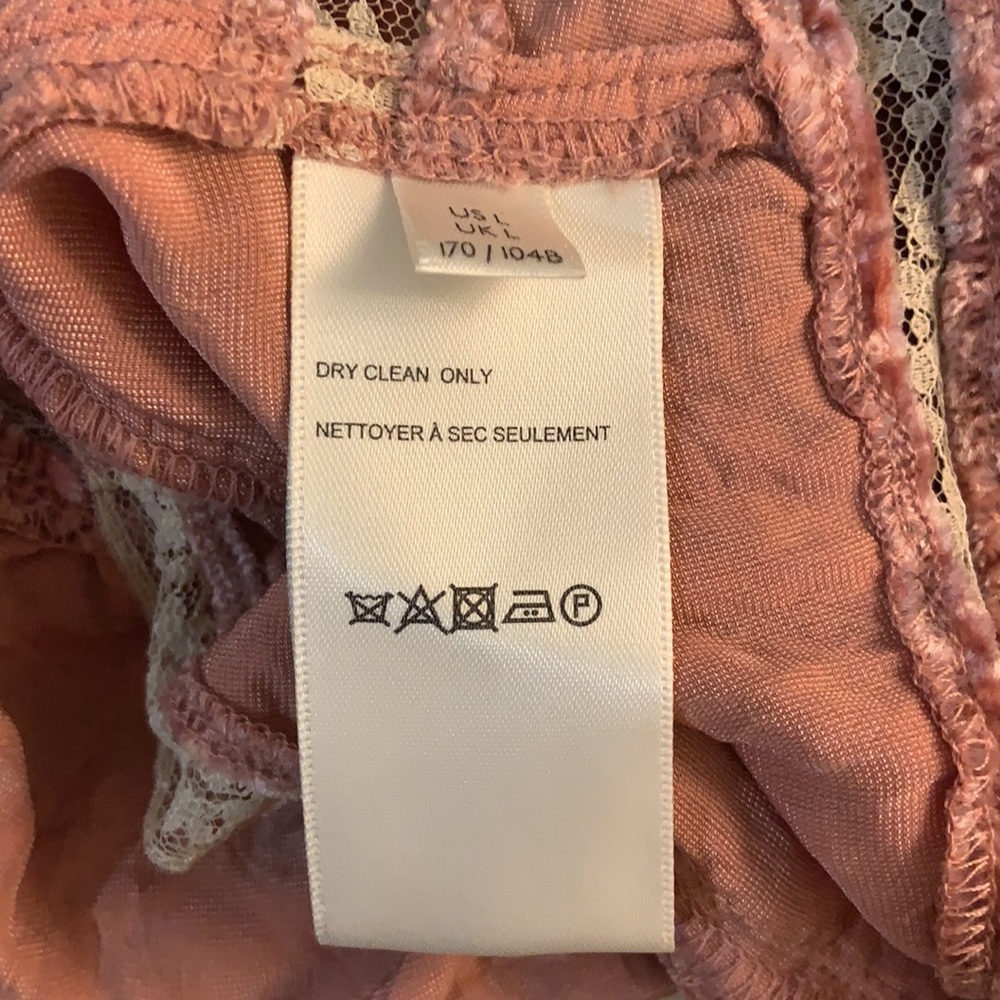 US L
UK L
170 / 104B
DRY CLEAN ONLY
NETTOYER À SEC SEULEMENT
P